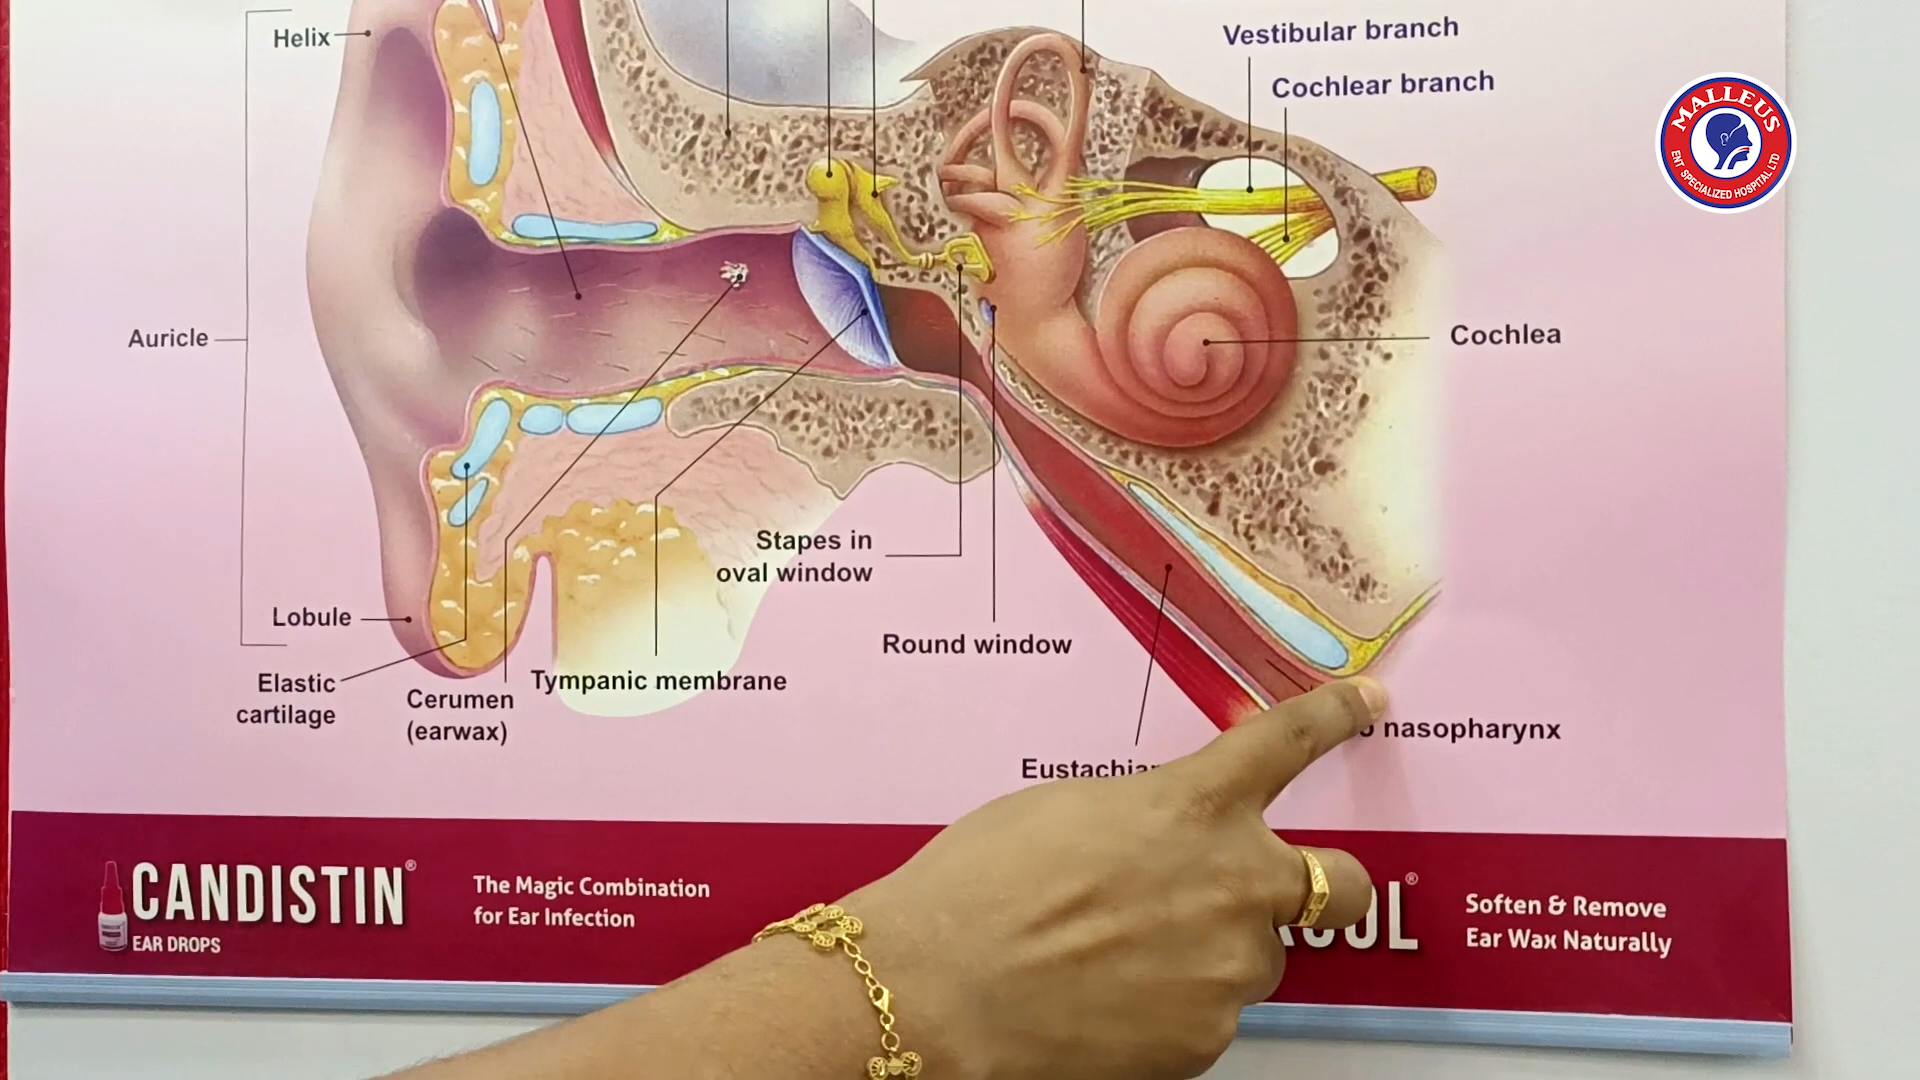 Helix
Vestibular branch
Cochlear branch
MALLEUS
ENT SPECIALIZED HOSPITAL LTD
Auricle
Cochlea
Stapes in
oval window
Lobule
Round window
Elastic
cartilage
Cerumen
(earwax)
Tympanic membrane
nasopharynx
CANDISTIN®
EAR DROPS
The Magic Combination
for Ear Infection
Soften & Remove
Ear Wax Naturally